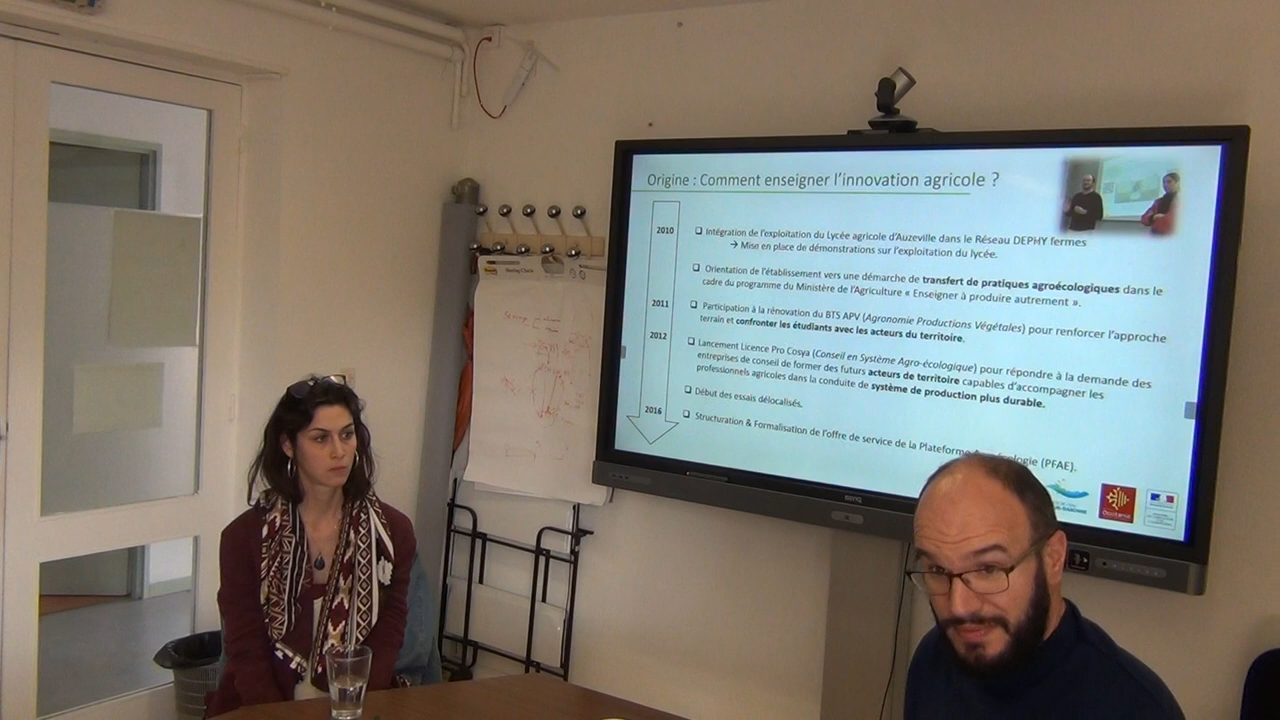 Origine : Comment enseigner l'innovation agricole ?
2010
❑ Intégration de l'exploitation du Lycée agricole d'Auzeville dans le Réseau DEPHY fermes
→ Mise en place de démonstrations sur l'exploitation du lycée.
❑ Orientation de l'établissement vers une démarche de transfert de pratiques agroécologiques dans le
cadre du programme du Ministère de l'Agriculture « Enseigner à produire autrement ».
2011
❑ Participation à la rénovation du BTS APV (Agronomie Productions Végétales) pour renforcer l'approche
terrain et confronter les étudiants avec les acteurs du territoire.
2012
❑ Lancement Licence Pro Cosya (Conseil en Système Agro-écologique) pour répondre à la demande des
entreprises de conseil de former des futurs acteurs de territoire capables d'accompagner les
professionnels agricoles dans la conduite de système de production plus durable.
❑ Début des essais délocalisés.
2016
❑ Structuration & Formalisation de l'offre de service de la Plateforme (PFAE).
Occitanie
BenQ